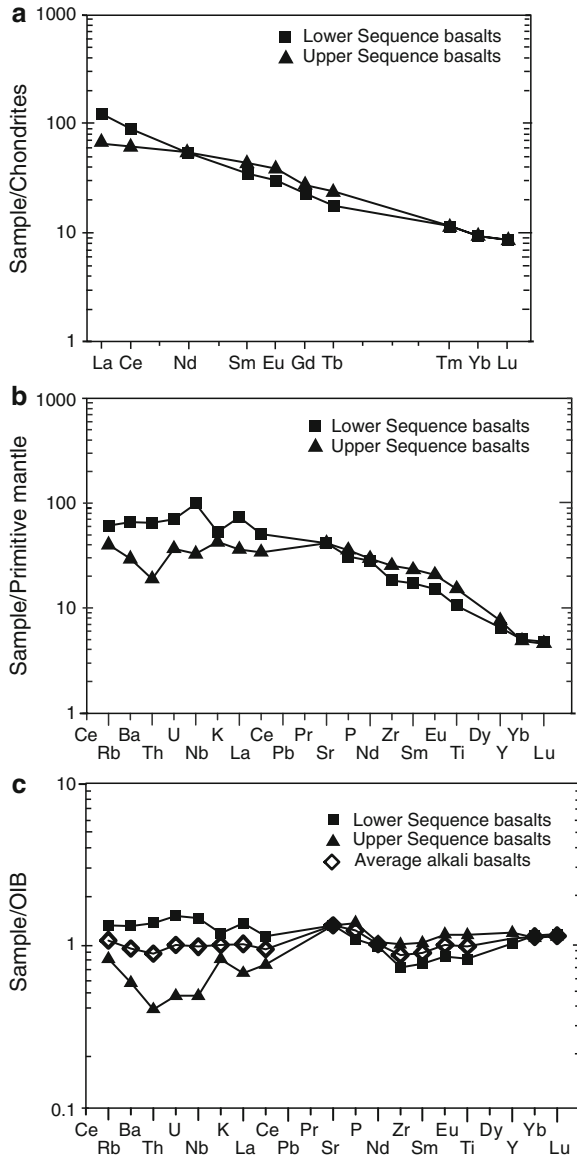 a
1000
100
10
1
Sample/Chondrites
Lower Sequence basalts
Upper Sequence basalts
La Ce Nd Sm Eu Gd Tb Tm Yb Lu
b
1000
100
10
1
Sample/Primitive mantle
Lower Sequence basalts
Upper Sequence basalts
Ce Ba U K Ce Pr P Zr Eu Dy Yb
Rb Th Nb La Pb Sr Nd Sm Ti Y Lu
c
10
1
0.1
Sample/OIB
Lower Sequence basalts
Upper Sequence basalts
Average alkali basalts
Ce Ba U K Ce Pr P Zr Eu Dy Yb
Rb Th Nb La Pb Sr Nd Sm Ti Y Lu